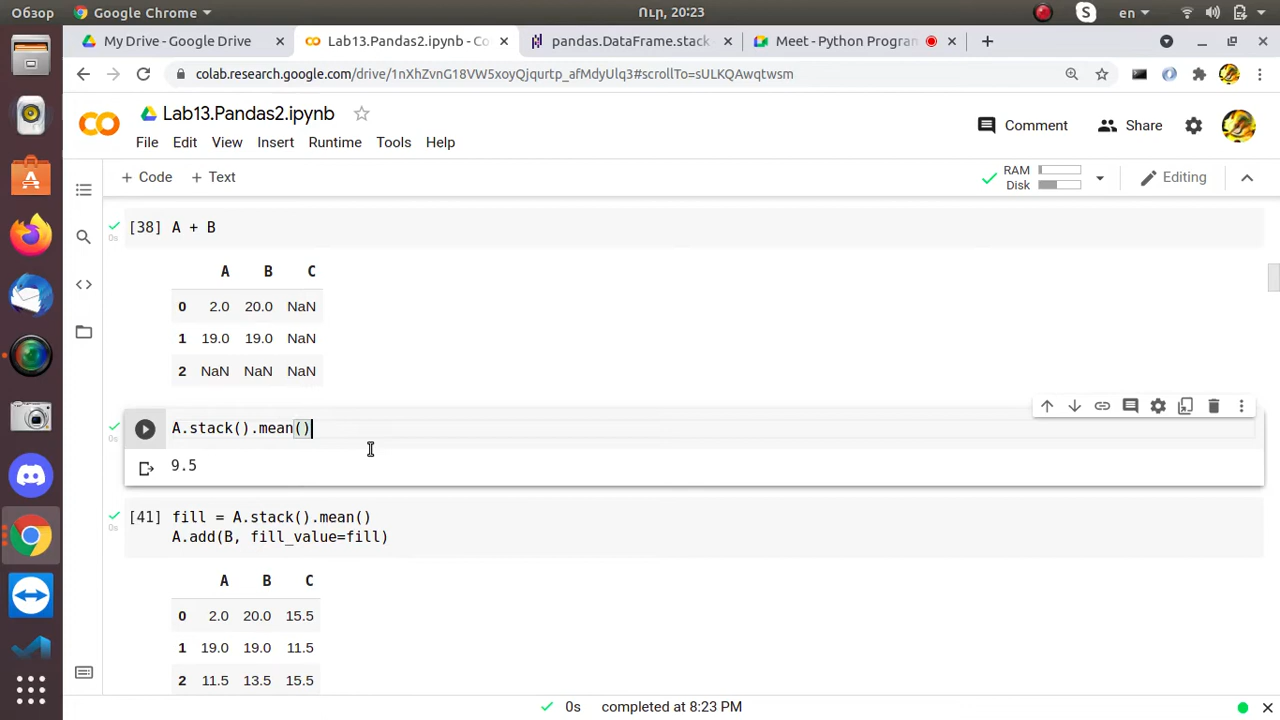 Обзор
Google Chrome
Ուր, 20:23
en
My Drive - Google Drive
Lab13.Pandas2.ipynb - Co
pandas.DataFrame.stack
Meet - Python Progran
colab.research.google.com/drive/1nXhZvnG18VW5xoyQjqurtp_afMdyUlq3#scrollTo=sULKQAwqtwsm
Lab13.Pandas2.ipynb
Comment
Share
File Edit View Insert Runtime Tools Help
+ Code + Text
RAM
Disk
Editing
[38] A + B
0s
A B C
0 2.0 20.0 NaN
1 19.0 19.0 NaN
2 NaN NaN NaN
A.stack().mean()
0s
9.5
[41] fill = A.stack().mean()
0s
A.add(B, fill_value=fill)
A B C
0 2.0 20.0 15.5
1 19.0 19.0 11.5
2 11.5 13.5 15.5
0s completed at 8:23 PM